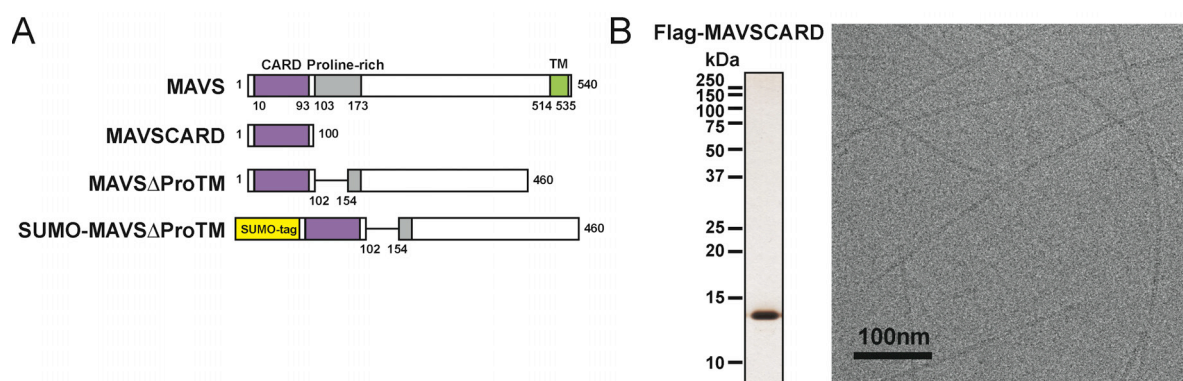 A
CARD Proline-rich TM
MAVS 1 540
10 93 103 173 514 535
MAVSCARD 1 100
MAVSΔProTM 1 460
102 154
SUMO-MAVSΔProTM SUMO-tag 460
102 154
B Flag-MAVSCARD
kDa
250
150
100
75
50
37
25
20
15
10
100nm